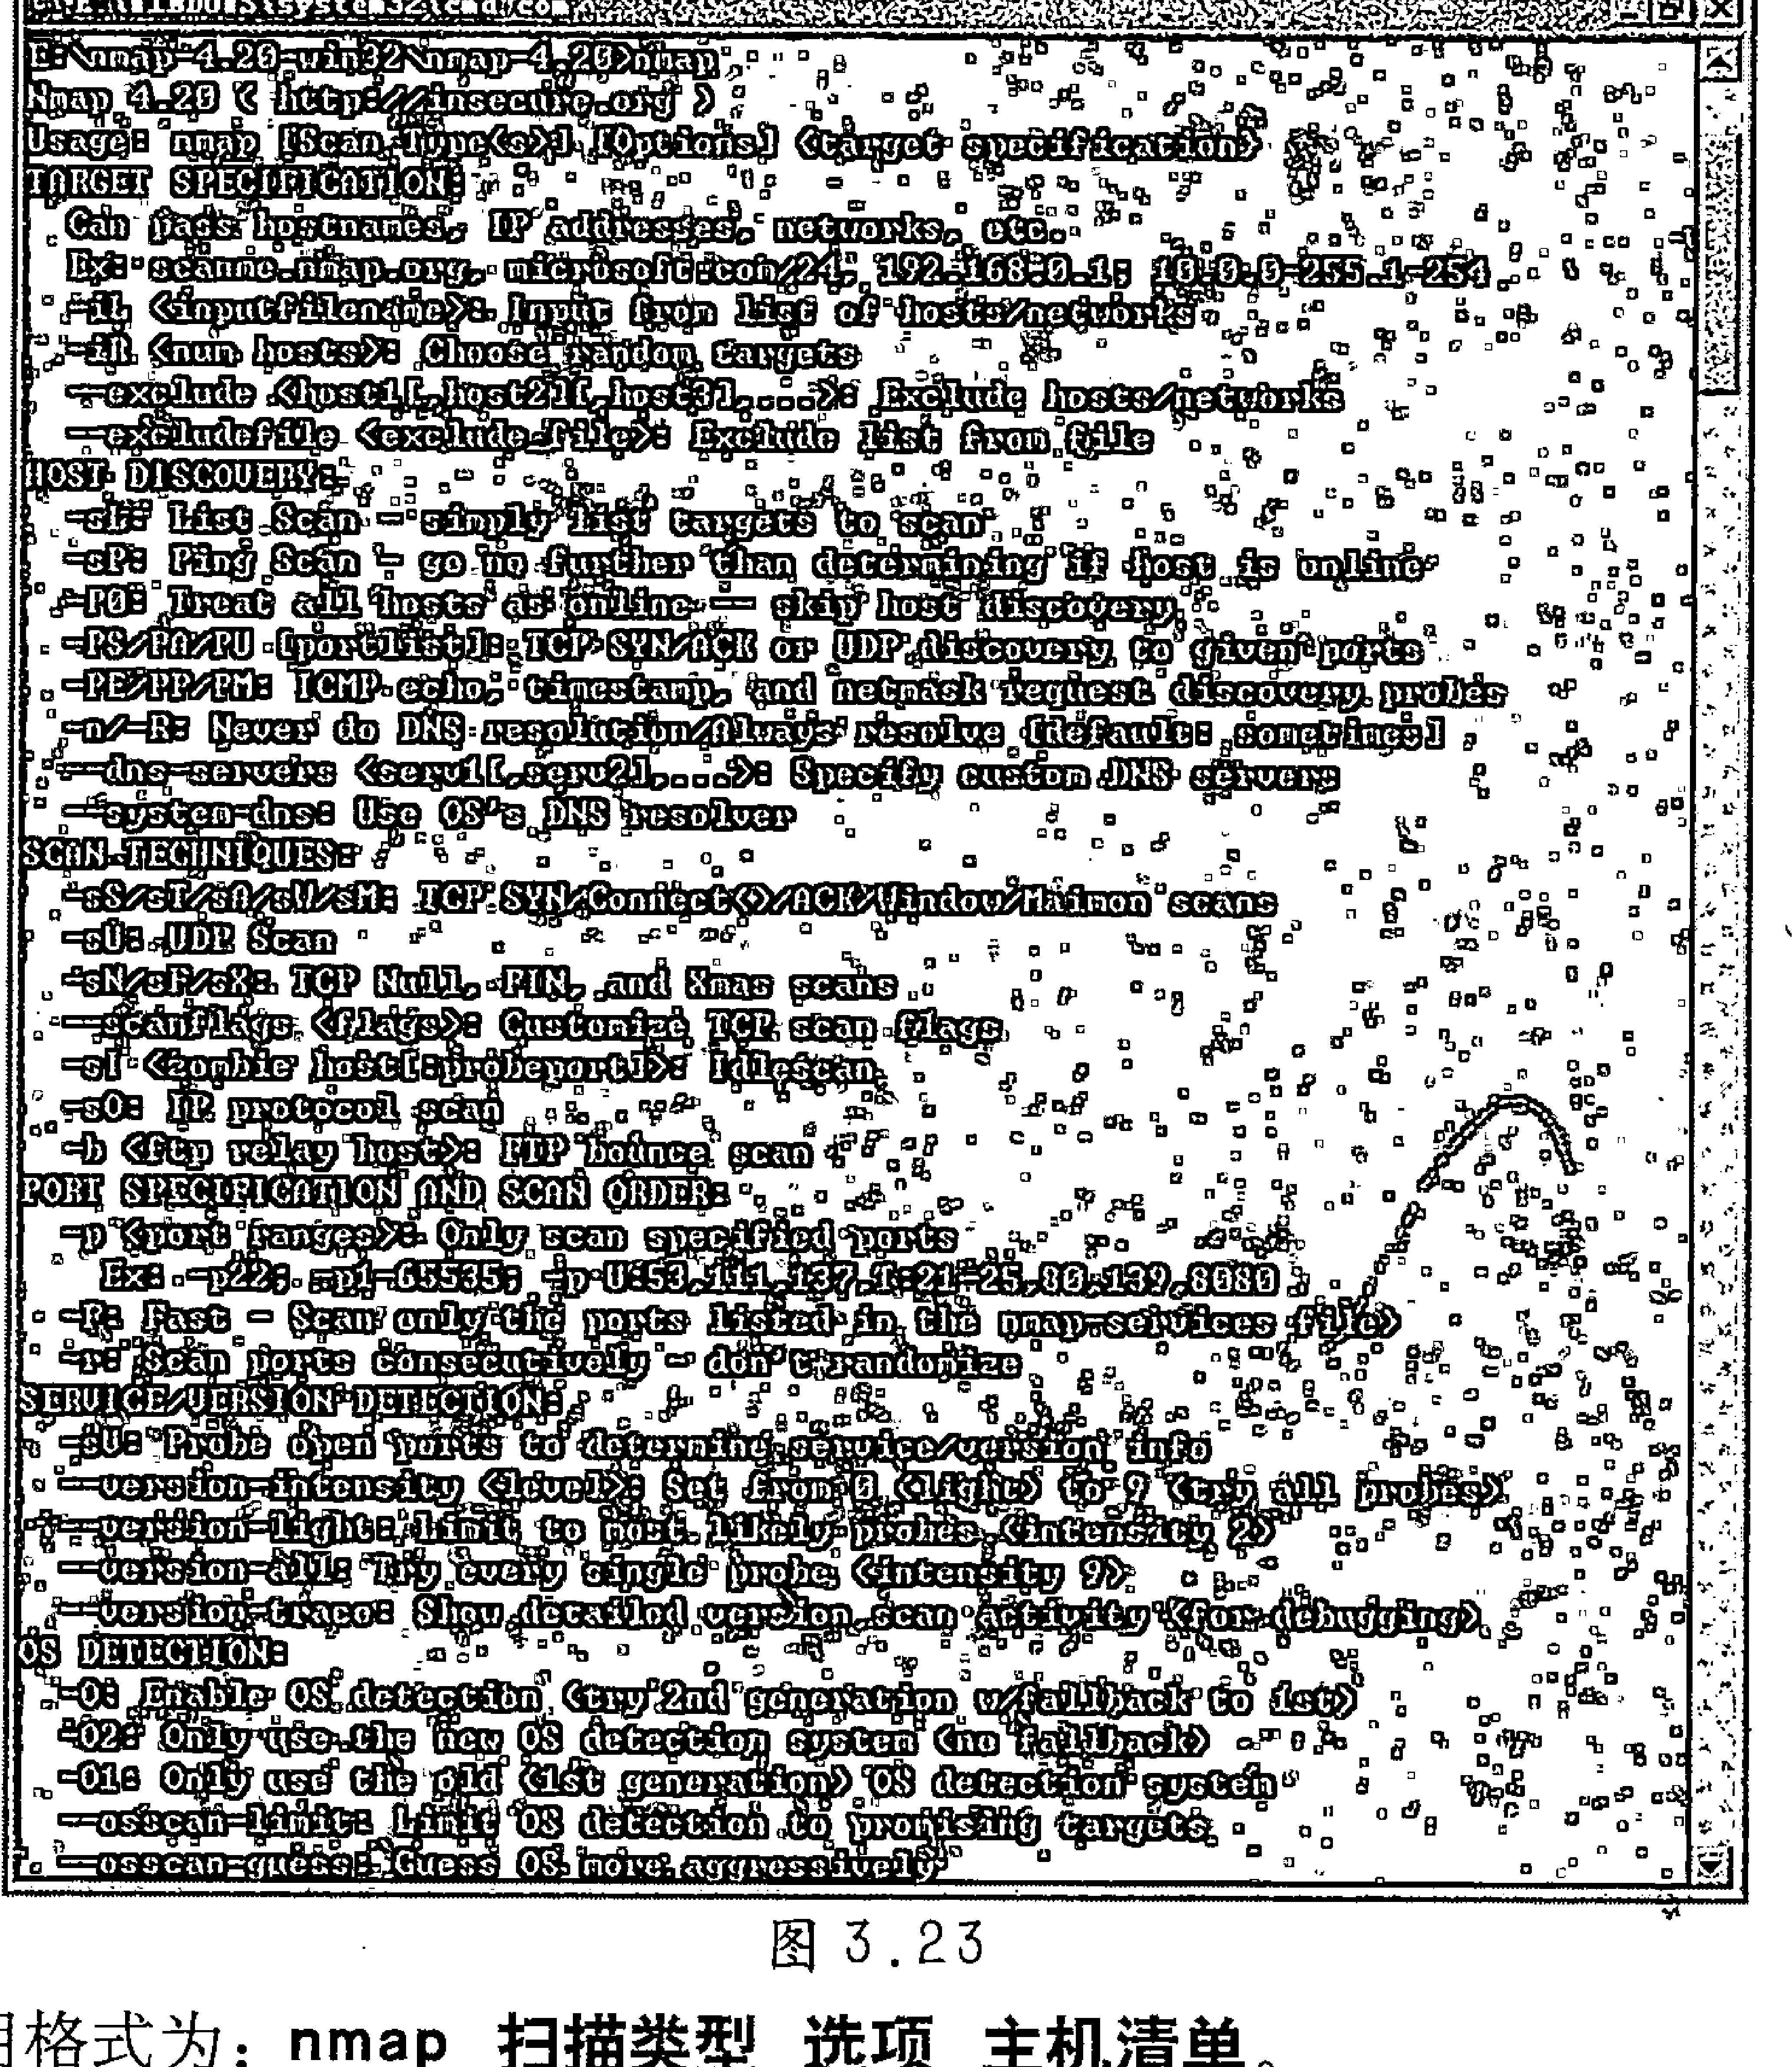 E:\WINDOWS\system32\cmd.com
E:\nmap-4.20-win32\nmap-4.20>nmap
Nmap 4.20 ( http://insecure.org )
Usage: nmap [Scan Type(s)] [Options] {target specification}
TARGET SPECIFICATION:
Can pass hostnames, IP addresses, networks, etc.
Ex: scanme.nmap.org, microsoft.com/24, 192.168.0.1; 10.0.0-255.1-254
-iL <inputfilename>: Input from list of hosts/networks
-iR <num hosts>: Choose random targets
--exclude <host1[,host2][,host3],...>: Exclude hosts/networks
--excludefile <exclude_file>: Exclude list from file
HOST DISCOVERY:
-sL: List Scan - simply list targets to scan
-sP: Ping Scan - go no further than determining if host is online
-P0: Treat all hosts as online -- skip host discovery
-PS/PA/PU [portlist]: TCP SYN/ACK or UDP discovery to given ports
-PE/PP/PM: ICMP echo, timestamp, and netmask request discovery probes
-n/-R: Never do DNS resolution/Always resolve [default: sometimes]
--dns-servers <serv1[,serv2],...>: Specify custom DNS servers
--system-dns: Use OS's DNS resolver
SCAN TECHNIQUES:
-sS/sT/sA/sW/sM: TCP SYN/Connect()/ACK/Window/Maimon scans
-sU: UDP Scan
-sN/sF/sX: TCP Null, FIN, and Xmas scans
--scanflags <flags>: Customize TCP scan flags
-sI <zombie host[:probeport]>: Idlescan
-sO: IP protocol scan
-b <ftp relay host>: FTP bounce scan
PORT SPECIFICATION AND SCAN ORDER:
-p <port ranges>: Only scan specified ports
Ex: -p22; -p1-65535; -p U:53,111,137,T:21-25,80,139,8080
-F: Fast - Scan only the ports listed in the nmap-services file)
-r: Scan ports consecutively - don't randomize
SERVICE/VERSION DETECTION:
-sV: Probe open ports to determine service/version info
--version-intensity <level>: Set from 0 (light) to 9 (try all probes)
--version-light: Limit to most likely probes (intensity 2)
--version-all: Try every single probe (intensity 9)
--version-trace: Show detailed version scan activity (for debugging)
OS DETECTION:
-O: Enable OS detection (try 2nd generation w/fallback to 1st)
-O2: Only use the new OS detection system (no fallback)
-O1: Only use the old (1st generation) OS detection system
--osscan-limit: Limit OS detection to promising targets
--osscan-guess: Guess OS more aggressively
图 3.23
用格式为：nmap 扫描类型 选项 主机清单。